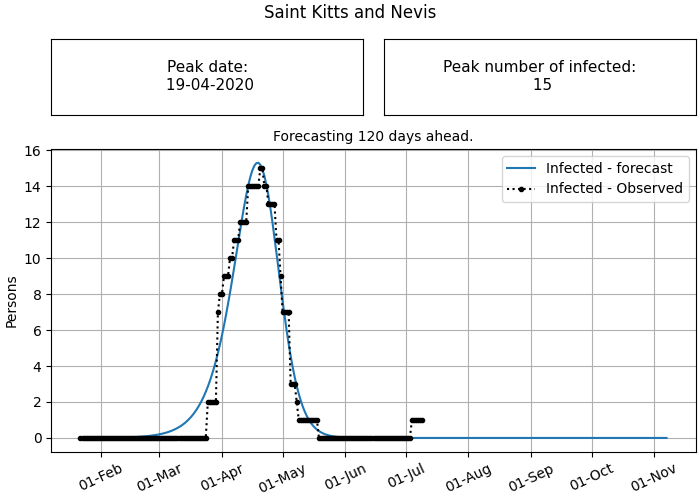 Saint Kitts and Nevis
Peak date:
19-04-2020
Peak number of infected:
15
Forecasting 120 days ahead.
Infected - forecast
Infected - Observed
Persons
16
14
12
10
8
6
4
2
0
01-Feb
01-Mar
01-Apr
01-May
01-Jun
01-Jul
01-Aug
01-Sep
01-Oct
01-Nov